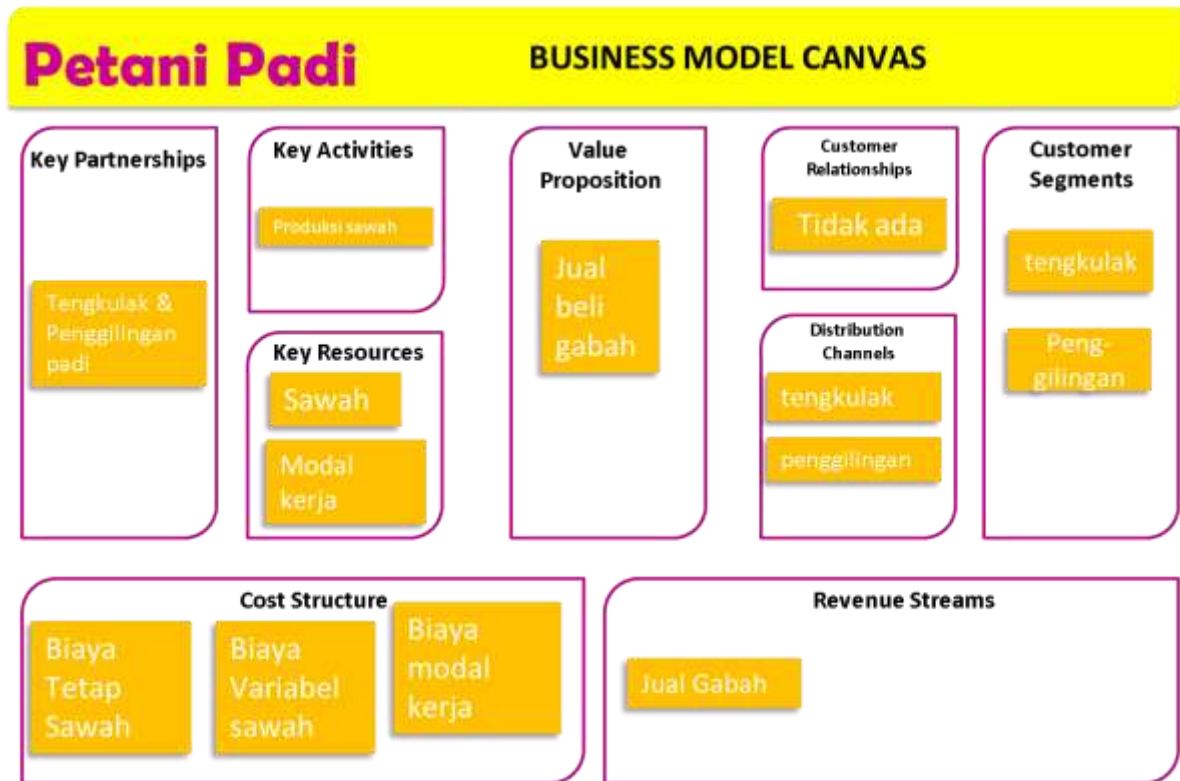 Petani Padi
BUSINESS MODEL CANVAS
Key Partnerships
Tengkulak &
Penggilingan
padi
Key Activities
Produksi sawah
Key Resources
Sawah
Modal
kerja
Value
Proposition
Jual
beli
gabah
Customer
Relationships
Tidak ada
Distribution
Channels
tengkulak
penggilingan
Customer
Segments
tengkulak
Peng-
gilingan
Cost Structure
Biaya
Tetap
Sawah
Biaya
Variabel
sawah
Biaya
modal
kerja
Revenue Streams
Jual Gabah